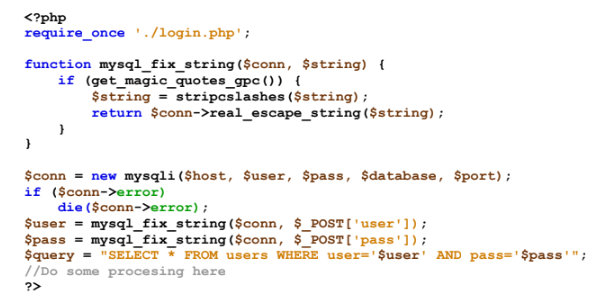 <?php
require_once './login.php';
function mysql_fix_string($conn, $string) {
if (get_magic_quotes_gpc()) {
$string = stripcslashes($string);
return $conn->real_escape_string($string);
}
}
$conn = new mysqli($host, $user, $pass, $database, $port);
if ($conn->error)
die($conn->error);
$user = mysql_fix_string($conn, $_POST['user']);
$pass = mysql_fix_string($conn, $_POST['pass']);
$query = "SELECT * FROM users WHERE user='$user' AND pass='$pass'";
//Do some procesing here
?>